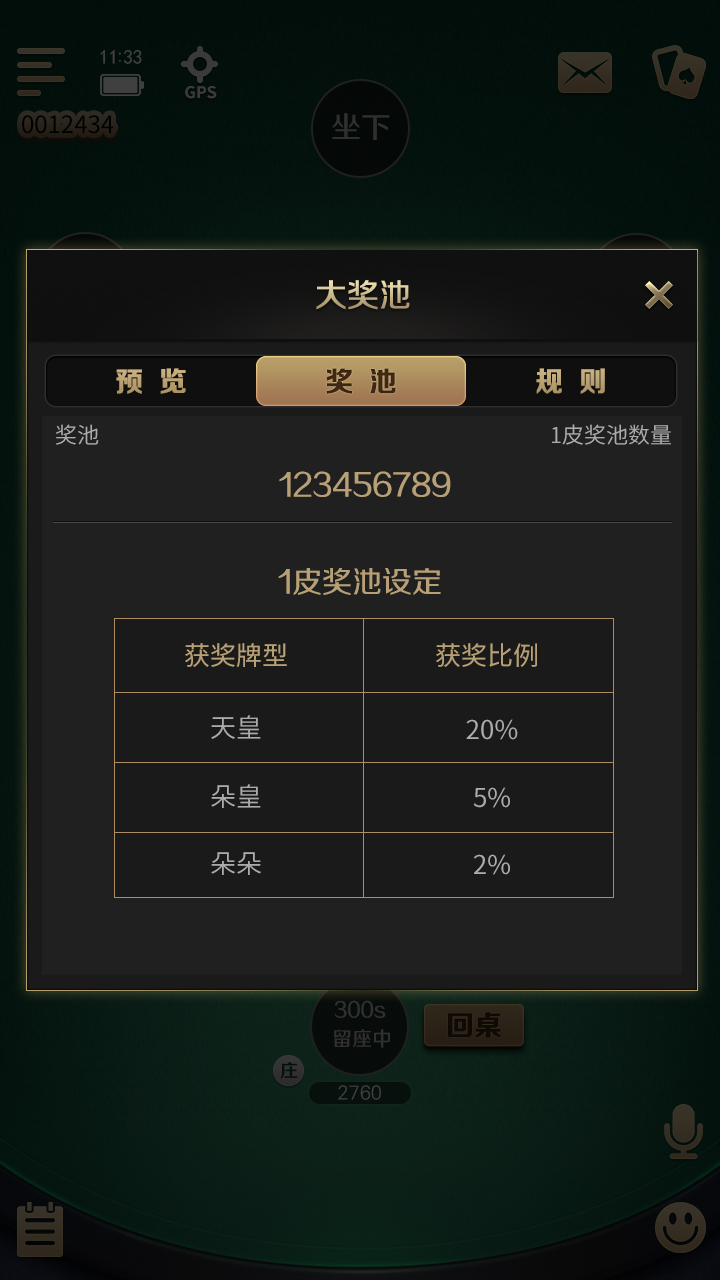 11:33
GPS
0012434
坐下
大奖池
预览 奖池 规则
奖池 1皮奖池数量
123456789
1皮奖池设定
获奖牌型 获奖比例
天皇 20%
朵皇 5%
朵朵 2%
300s
留座中
回桌
庄
2760